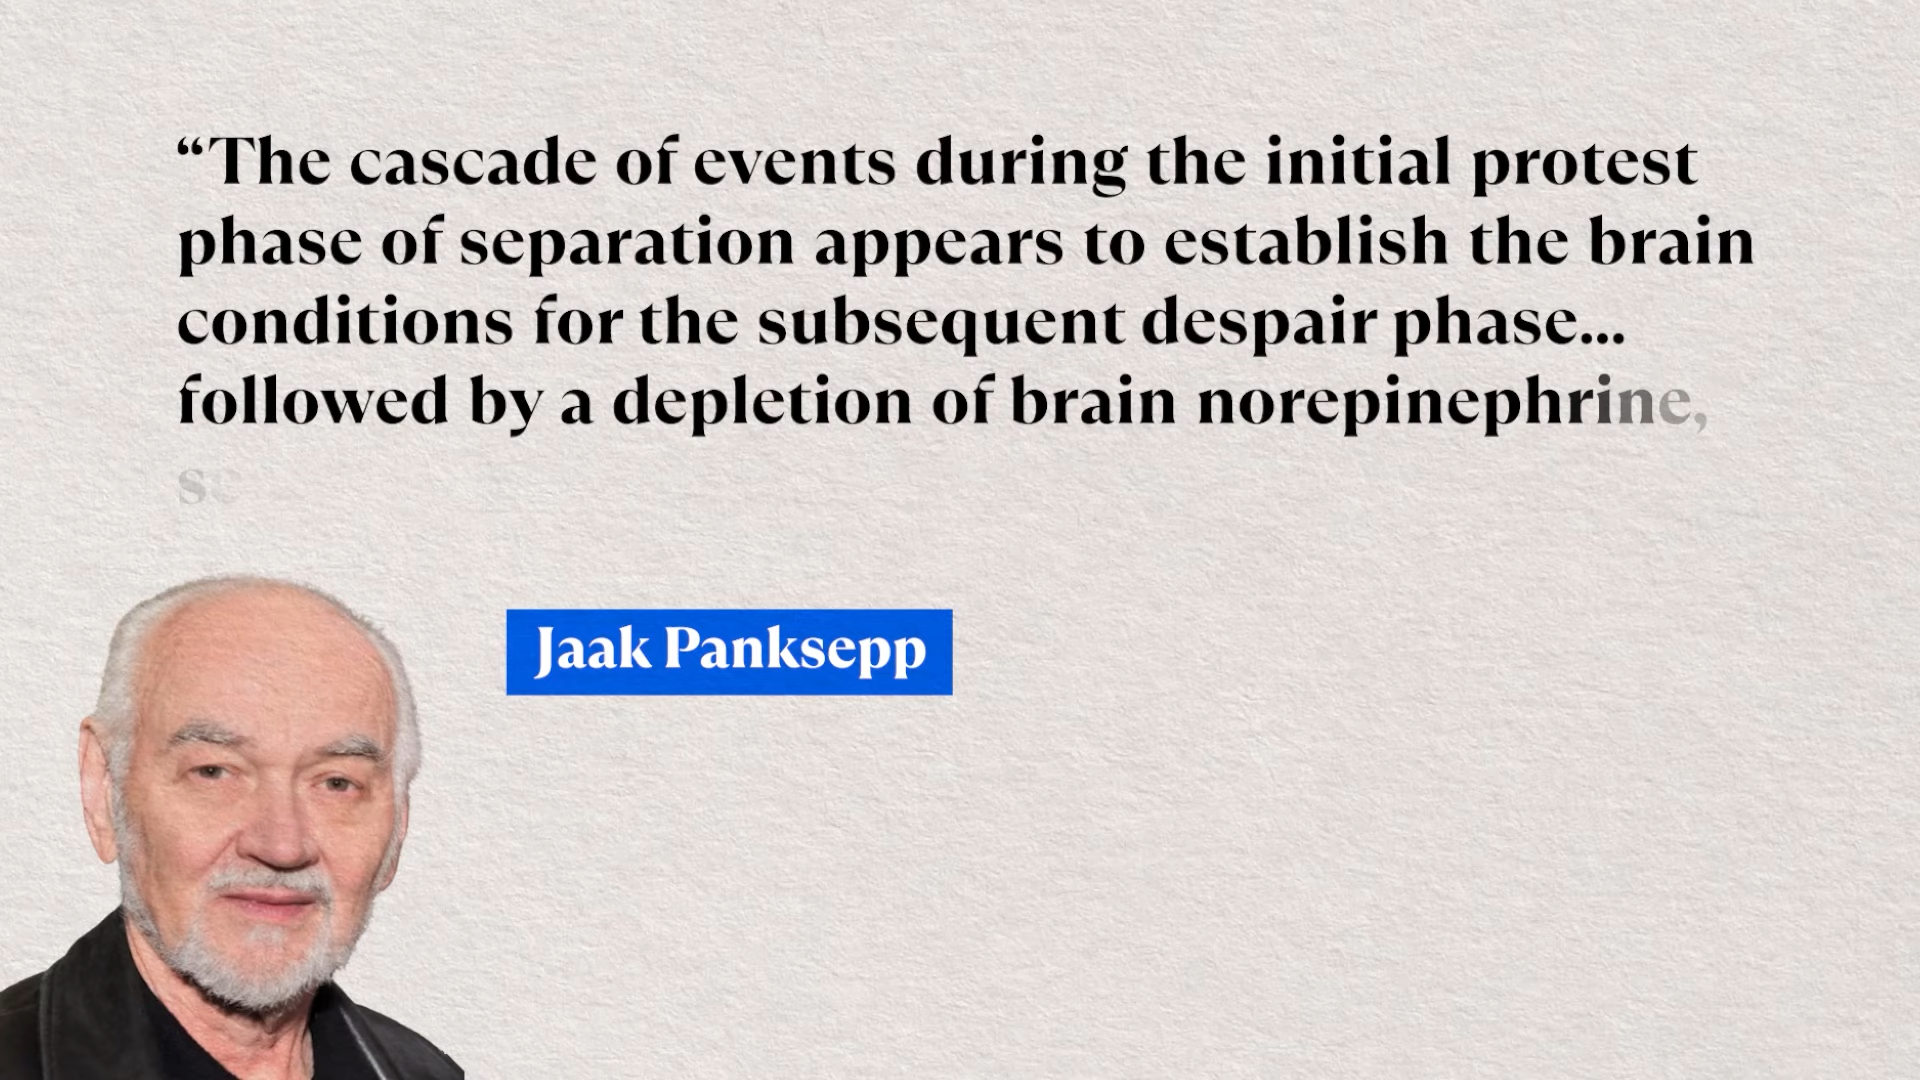 “The cascade of events during the initial protest
phase of separation appears to establish the brain
conditions for the subsequent despair phase...
followed by a depletion of brain norepinephrine,
Jaak Panksepp